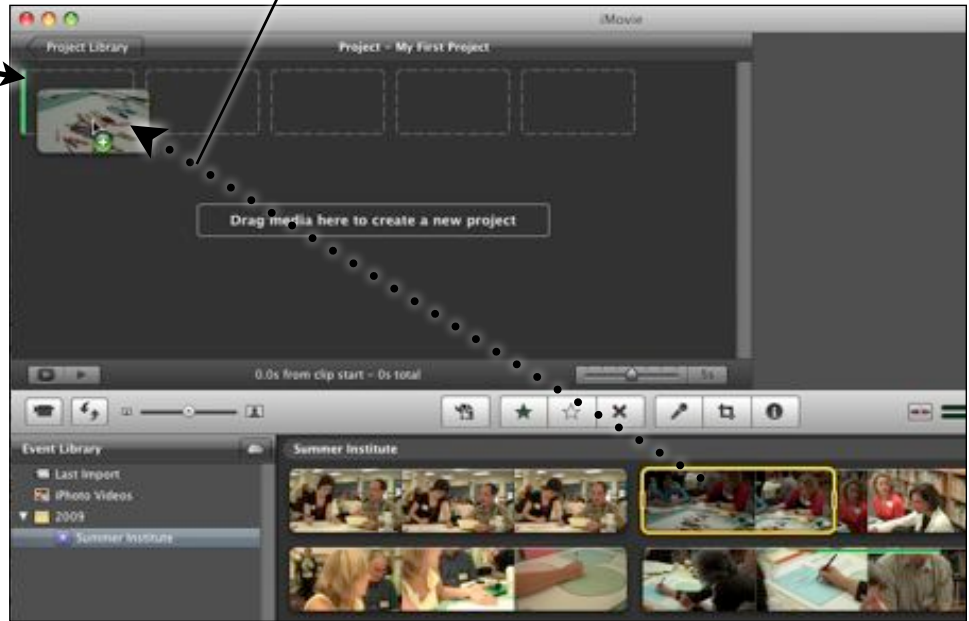 iMovie
Project Library
Project - My First Project
Drag media here to create a new project
0.0s from clip start - 0s total
5s
Event Library
Summer Institute
Last Import
iPhoto Videos
2009
Summer Institute